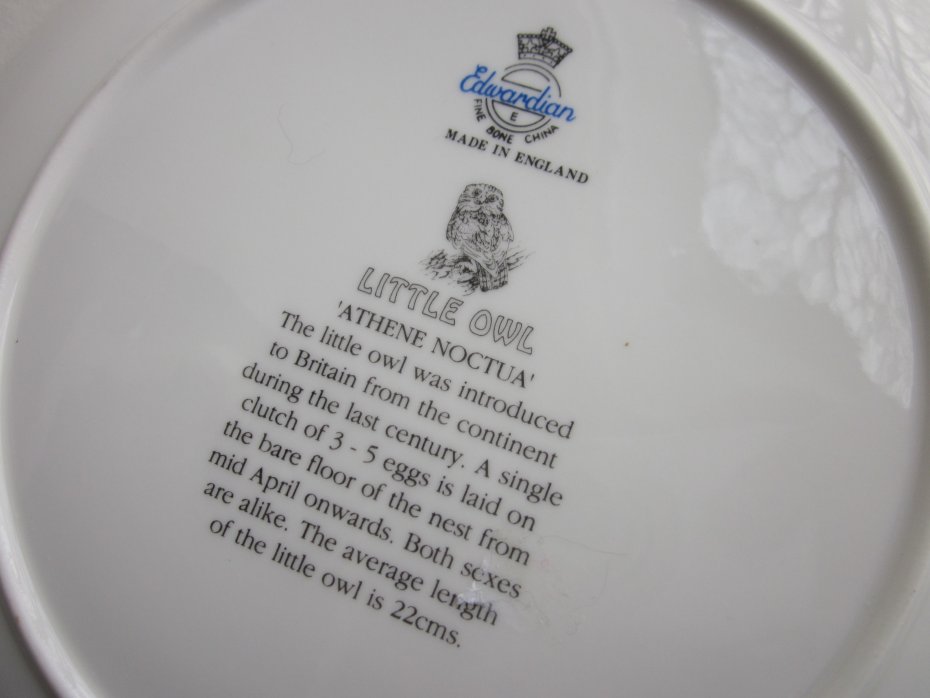 Edwardian
E
FINE BONE CHINA
MADE IN ENGLAND
LITTLE OWL
'ATHENE NOCTUA'
The little owl was introduced
to Britain from the continent
during the last century. A single
clutch of 3 - 5 eggs is laid on
the bare floor of the nest from
mid April onwards. Both sexes
are alike. The average length
of the little owl is 22cms.